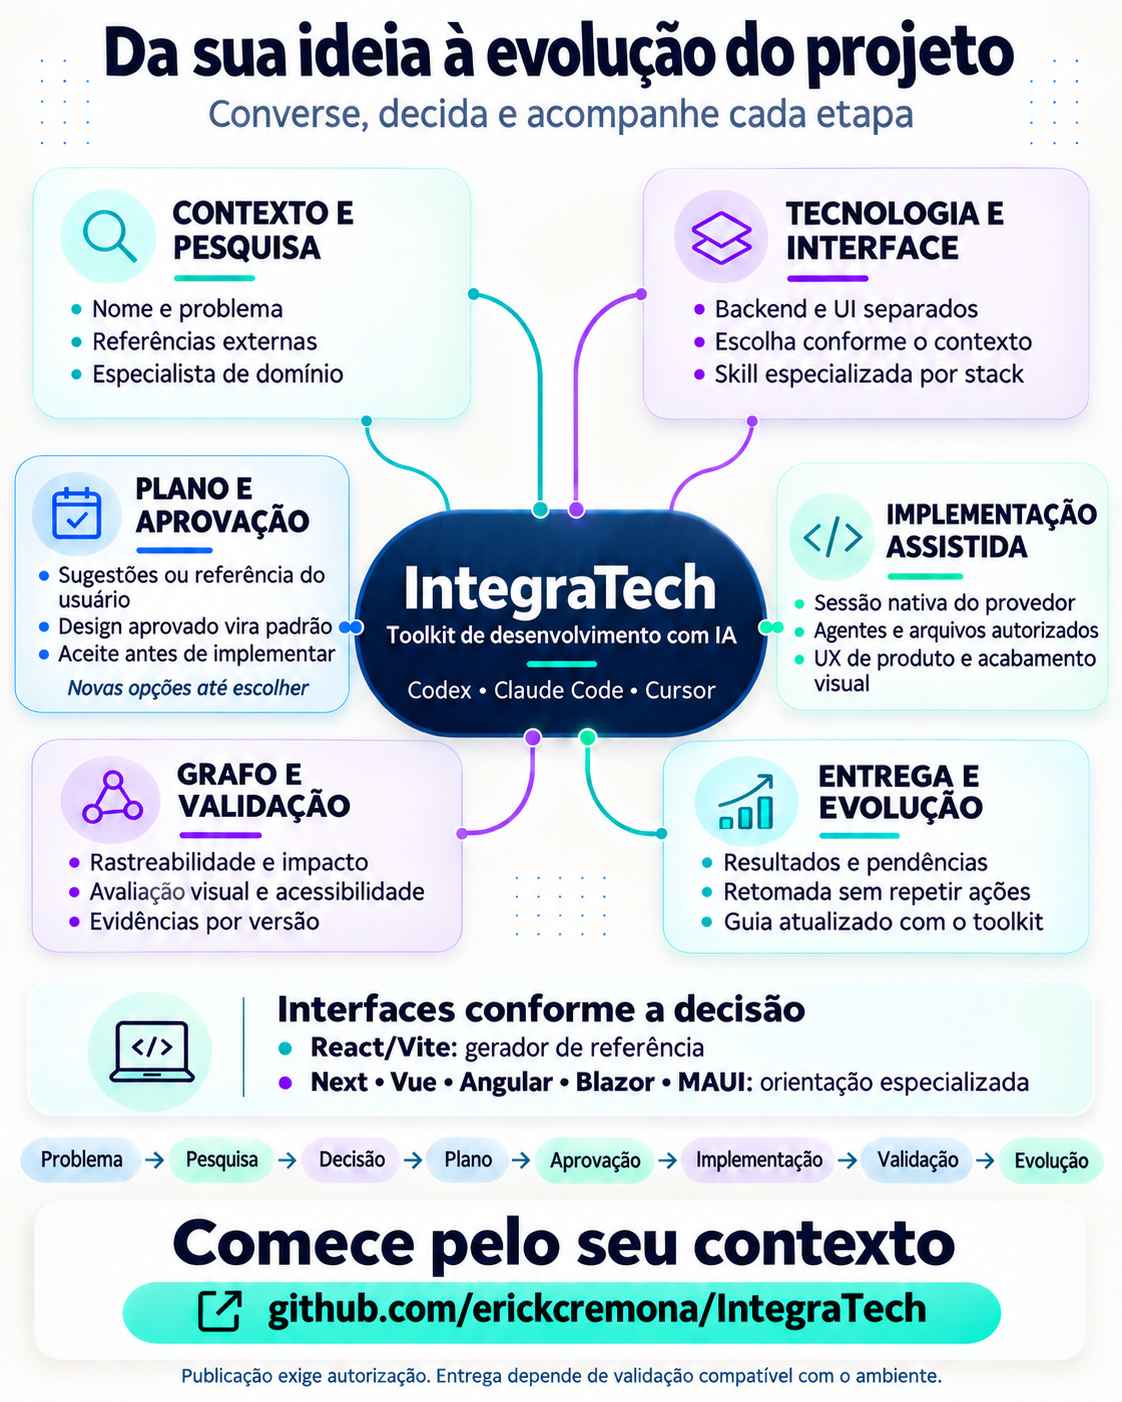 Da sua ideia à evolução do projeto
Converse, decida e acompanhe cada etapa
CONTEXTO E
PESQUISA
Nome e problema
Referências externas
Especialista de domínio
TECNOLOGIA E
INTERFACE
Backend e UI separados
Escolha conforme o contexto
Skill especializada por stack
PLANO E
APROVAÇÃO
Sugestões ou referência do
usuário
Design aprovado vira padrão
Aceite antes de implementar
Novas opções até escolher
IntegraTech
Toolkit de desenvolvimento com IA
Codex • Claude Code • Cursor
IMPLEMENTAÇÃO
ASSISTIDA
Sessão nativa do provedor
Agentes e arquivos autorizados
UX de produto e acabamento
visual
GRAFO E
VALIDAÇÃO
Rastreabilidade e impacto
Avaliação visual e acessibilidade
Evidências por versão
ENTREGA E
EVOLUÇÃO
Resultados e pendências
Retomada sem repetir ações
Guia atualizado com o toolkit
</>
Interfaces conforme a decisão
React/Vite: gerador de referência
Next • Vue • Angular • Blazor • MAUI: orientação especializada
Problema → Pesquisa → Decisão → Plano → Aprovação → Implementação → Validação → Evolução
Comece pelo seu contexto
github.com/erickcremona/IntegraTech
Publicação exige autorização. Entrega depende de validação compatível com o ambiente.